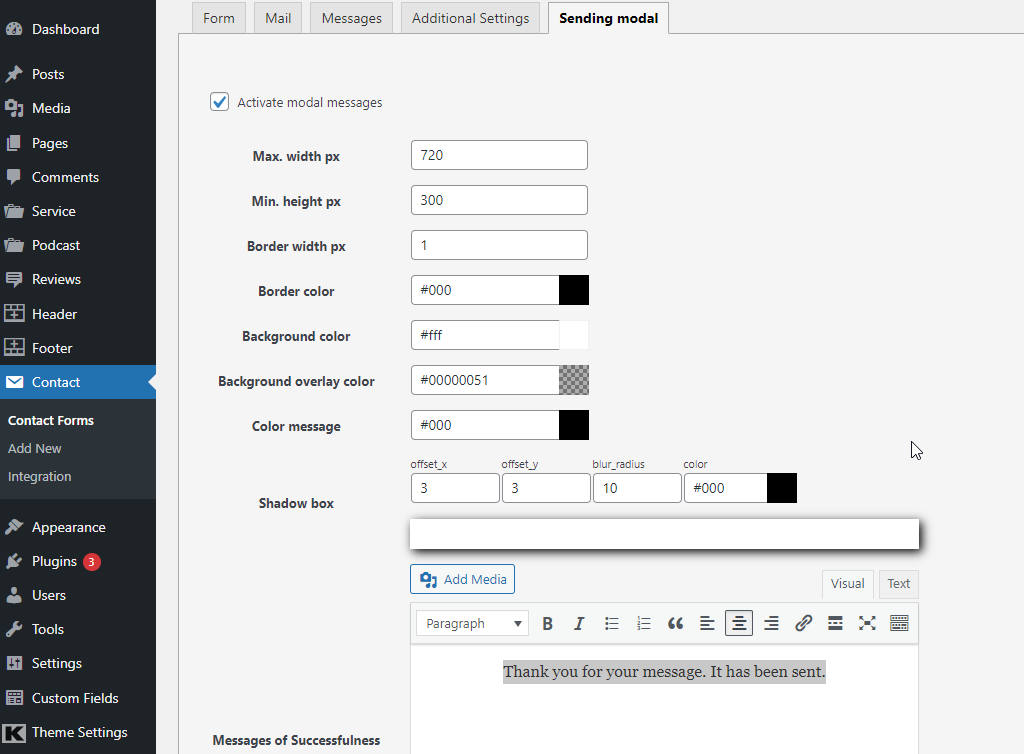 Form Mail Messages Additional Settings Sending modal
Dashboard
Posts
Media
Pages
Comments
Service
Podcast
Reviews
Header
Footer
Contact
Contact Forms
Add New
Integration
Appearance
Plugins 3
Users
Tools
Settings
Custom Fields
Theme Settings
Activate modal messages
Max. width px 720
Min. height px 300
Border width px 1
Border color #000
Background color #fff
Background overlay color #00000051
Color message #000
offset_x offset_y blur_radius color
Shadow box 3 3 10 #000
Add Media Visual Text
Paragraph B I
Thank you for your message. It has been sent.
Messages of Successfulness